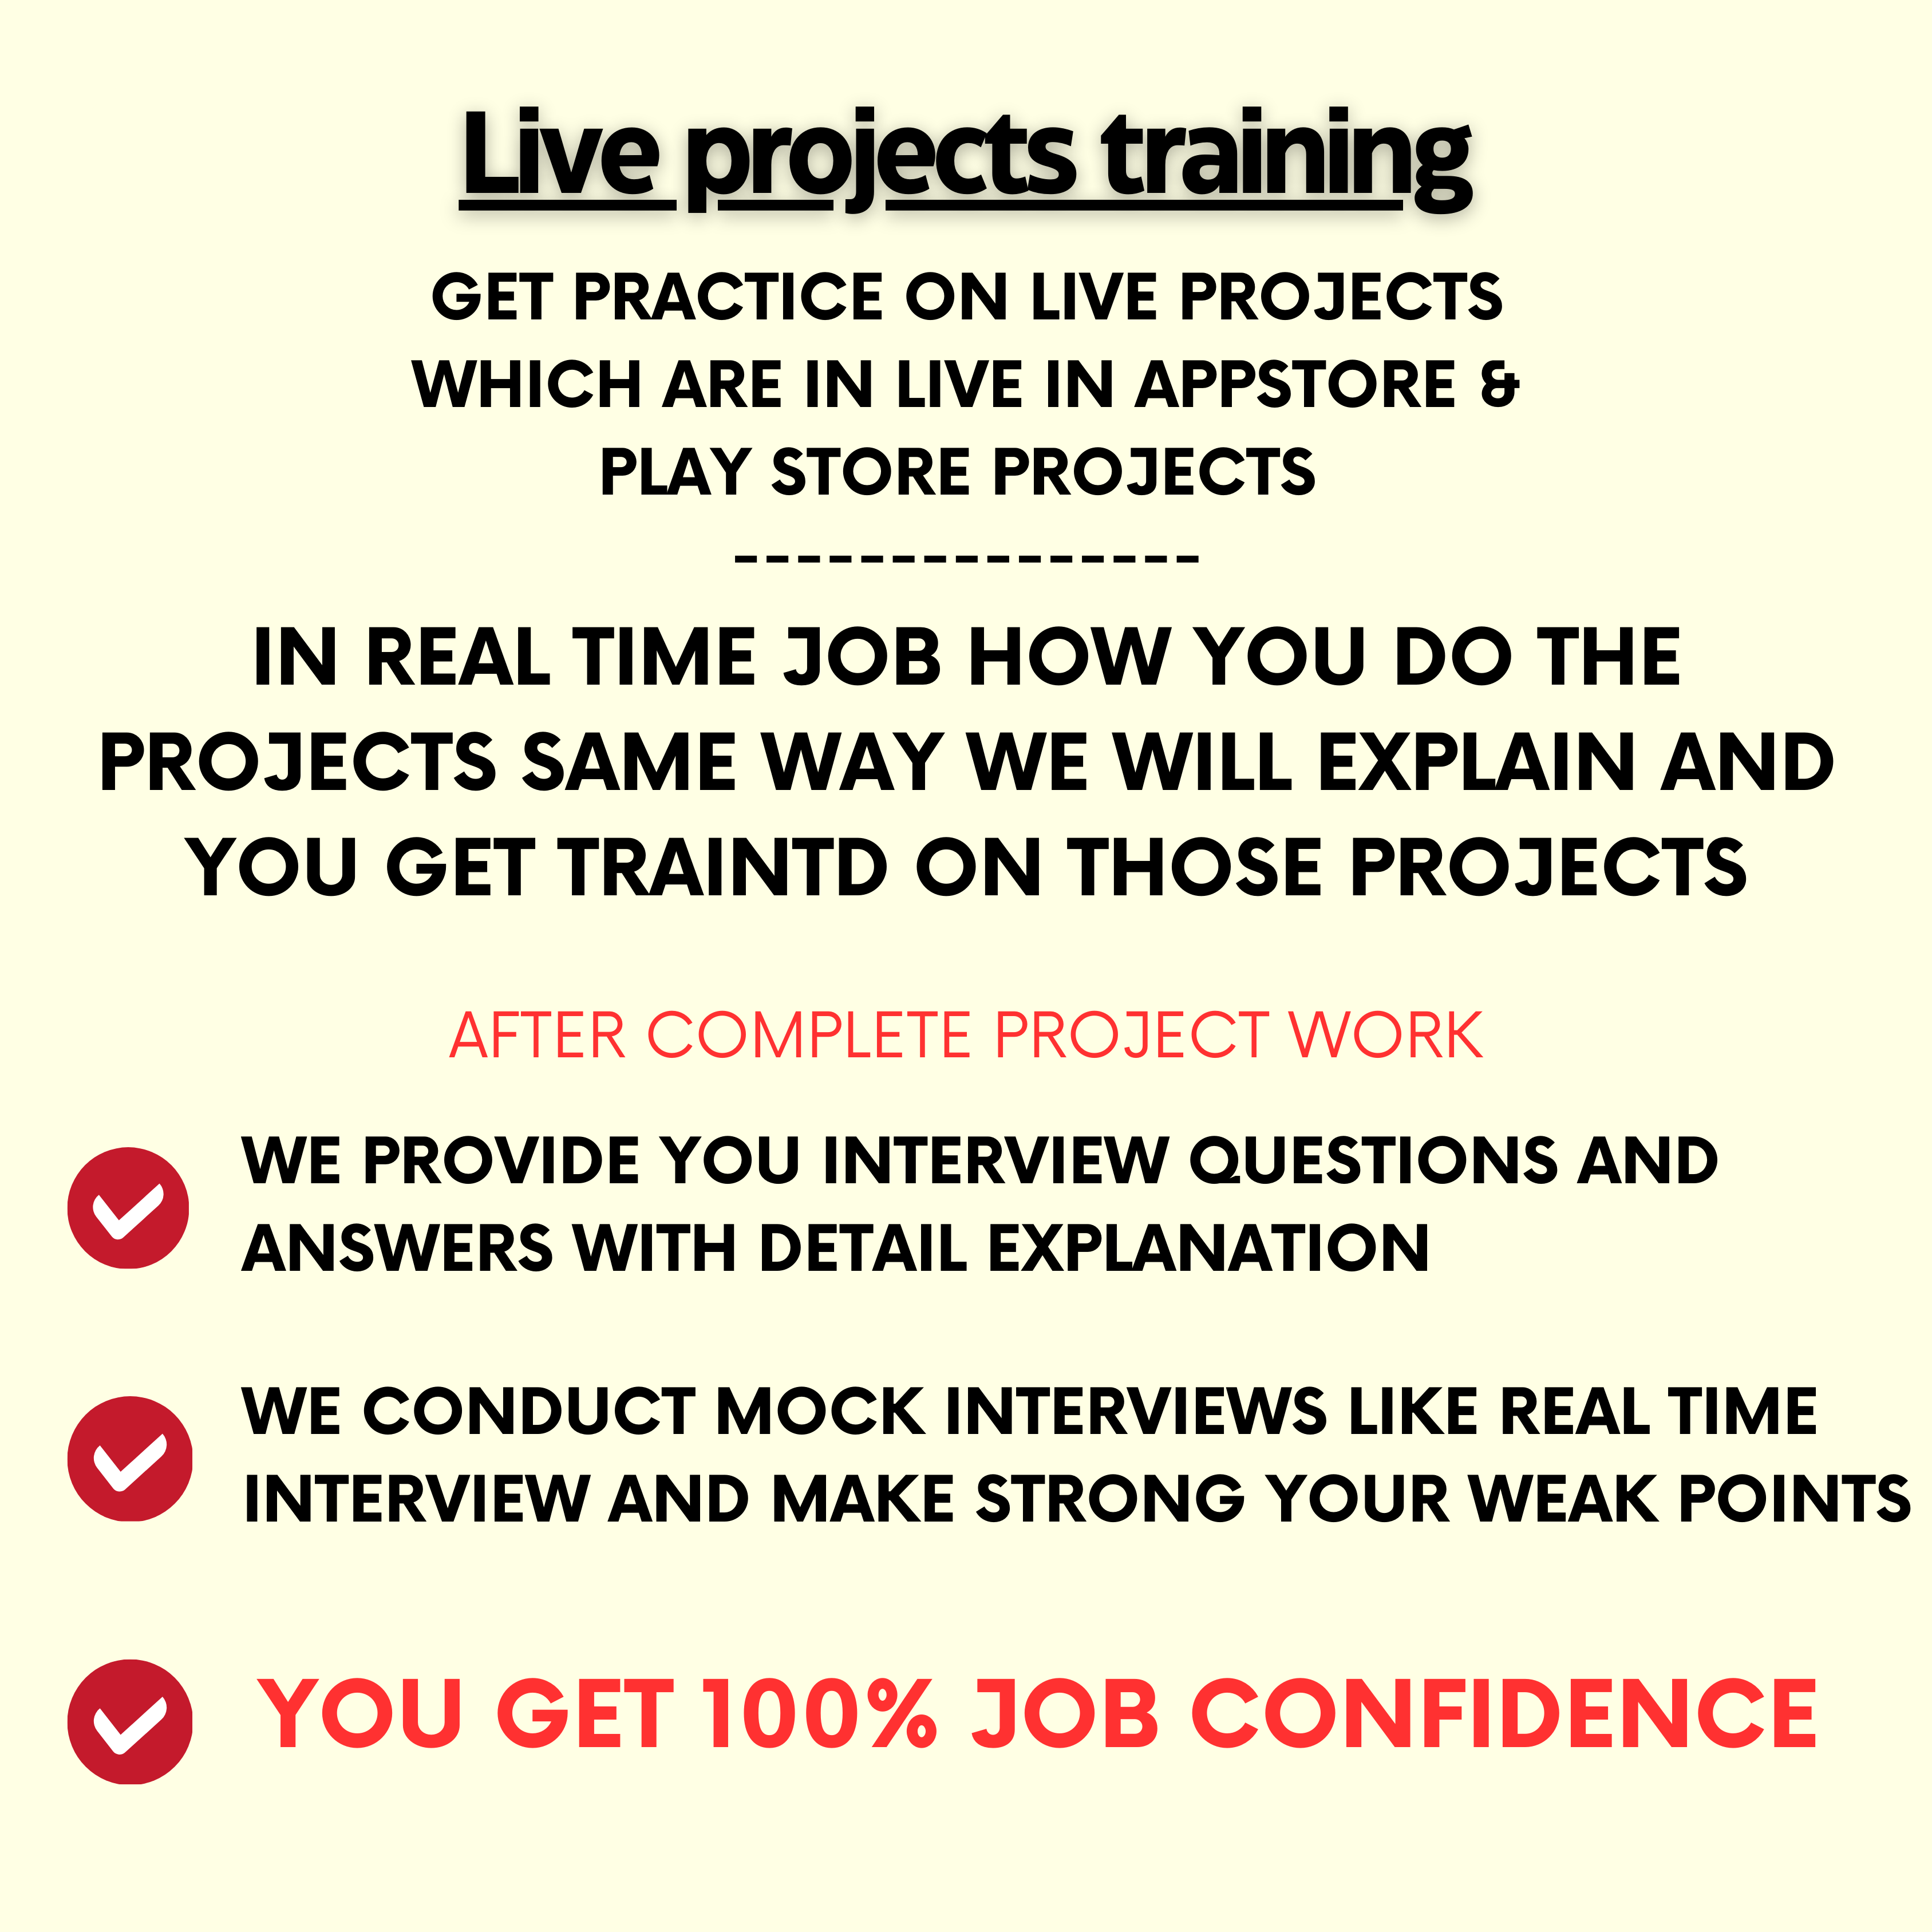 Live projects training
GET PRACTICE ON LIVE PROJECTS
WHICH ARE IN LIVE IN APPSTORE &
PLAY STORE PROJECTS
---------------
IN REAL TIME JOB HOW YOU DO THE
PROJECTS SAME WAY WE WILL EXPLAIN AND
YOU GET TRAINTD ON THOSE PROJECTS
AFTER COMPLETE PROJECT WORK
WE PROVIDE YOU INTERVIEW QUESTIONS AND
ANSWERS WITH DETAIL EXPLANATION
WE CONDUCT MOCK INTERVIEWS LIKE REAL TIME
INTERVIEW AND MAKE STRONG YOUR WEAK POINTS
YOU GET 100% JOB CONFIDENCE